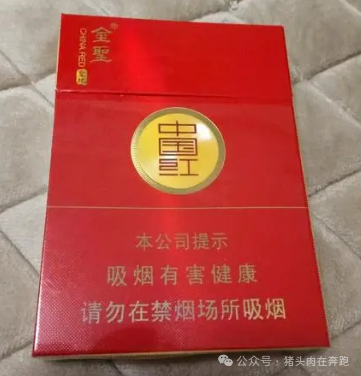 金聖
CHINA RED
中国红
本公司提示
吸烟有害健康
请勿在禁烟场所吸烟
公众号：猪头肉在奔跑